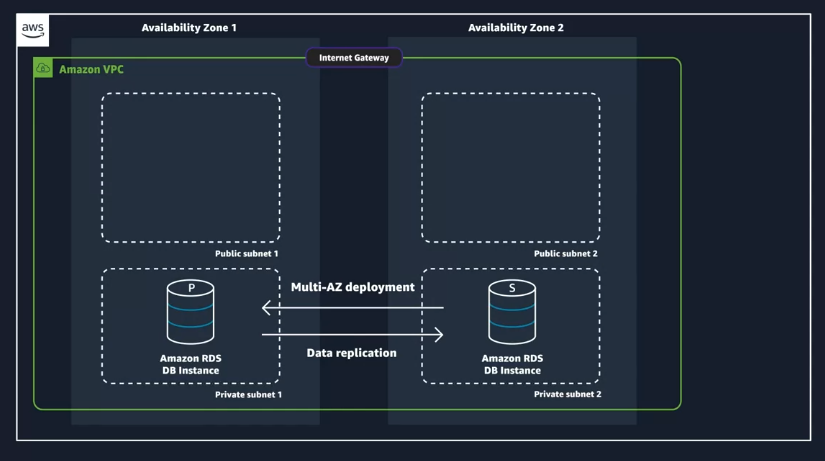 aws
Availability Zone 1
Availability Zone 2
Internet Gateway
Amazon VPC
Public subnet 1
Public subnet 2
P
Multi-AZ deployment
S
Data replication
Amazon RDS
DB Instance
Amazon RDS
DB Instance
Private subnet 1
Private subnet 2